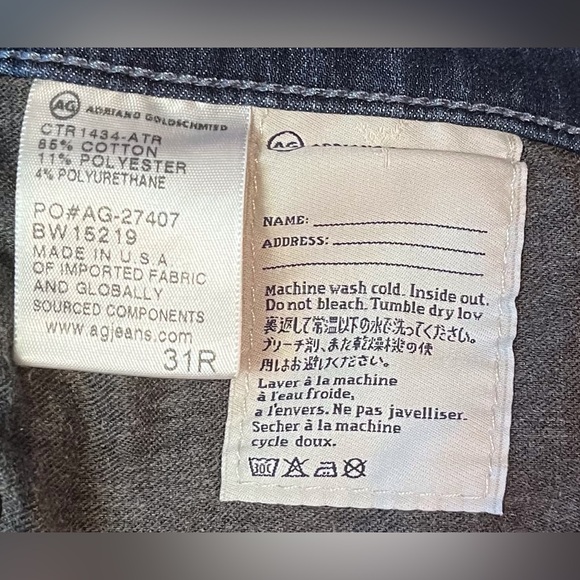 AG ADRIANO GOLDSCHMIED
CTR1434-ATR
85% COTTON
11% POLYESTER
4% POLYURETHANE
PO#AG-27407
BW15219
MADE IN U.S.A
OF IMPORTED FABRIC
AND GLOBALLY
SOURCED COMPONENTS
www.agjeans.com
31R
AG
NAME:
ADDRESS:
Machine wash cold. Inside out.
Do not bleach. Tumble dry low
裏返して常温以下の水で洗ってください。
ブリーチ剤、また乾燥機の使
用はお避けください。
Laver à la machine
à l'eau froide,
a l'envers. Ne pas javelliser.
Secher à la machine
cycle doux.
30C